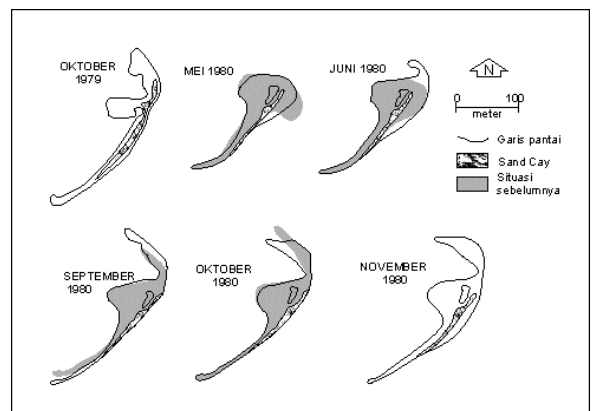 OKTOBER
1979
MEI 1980
JUNI 1980
N
0 100
meter
Garis pantai
Sand Cay
Situasi
sebelumnya
SEPTEMBER
1980
OKTOBER
1980
NOVEMBER
1980